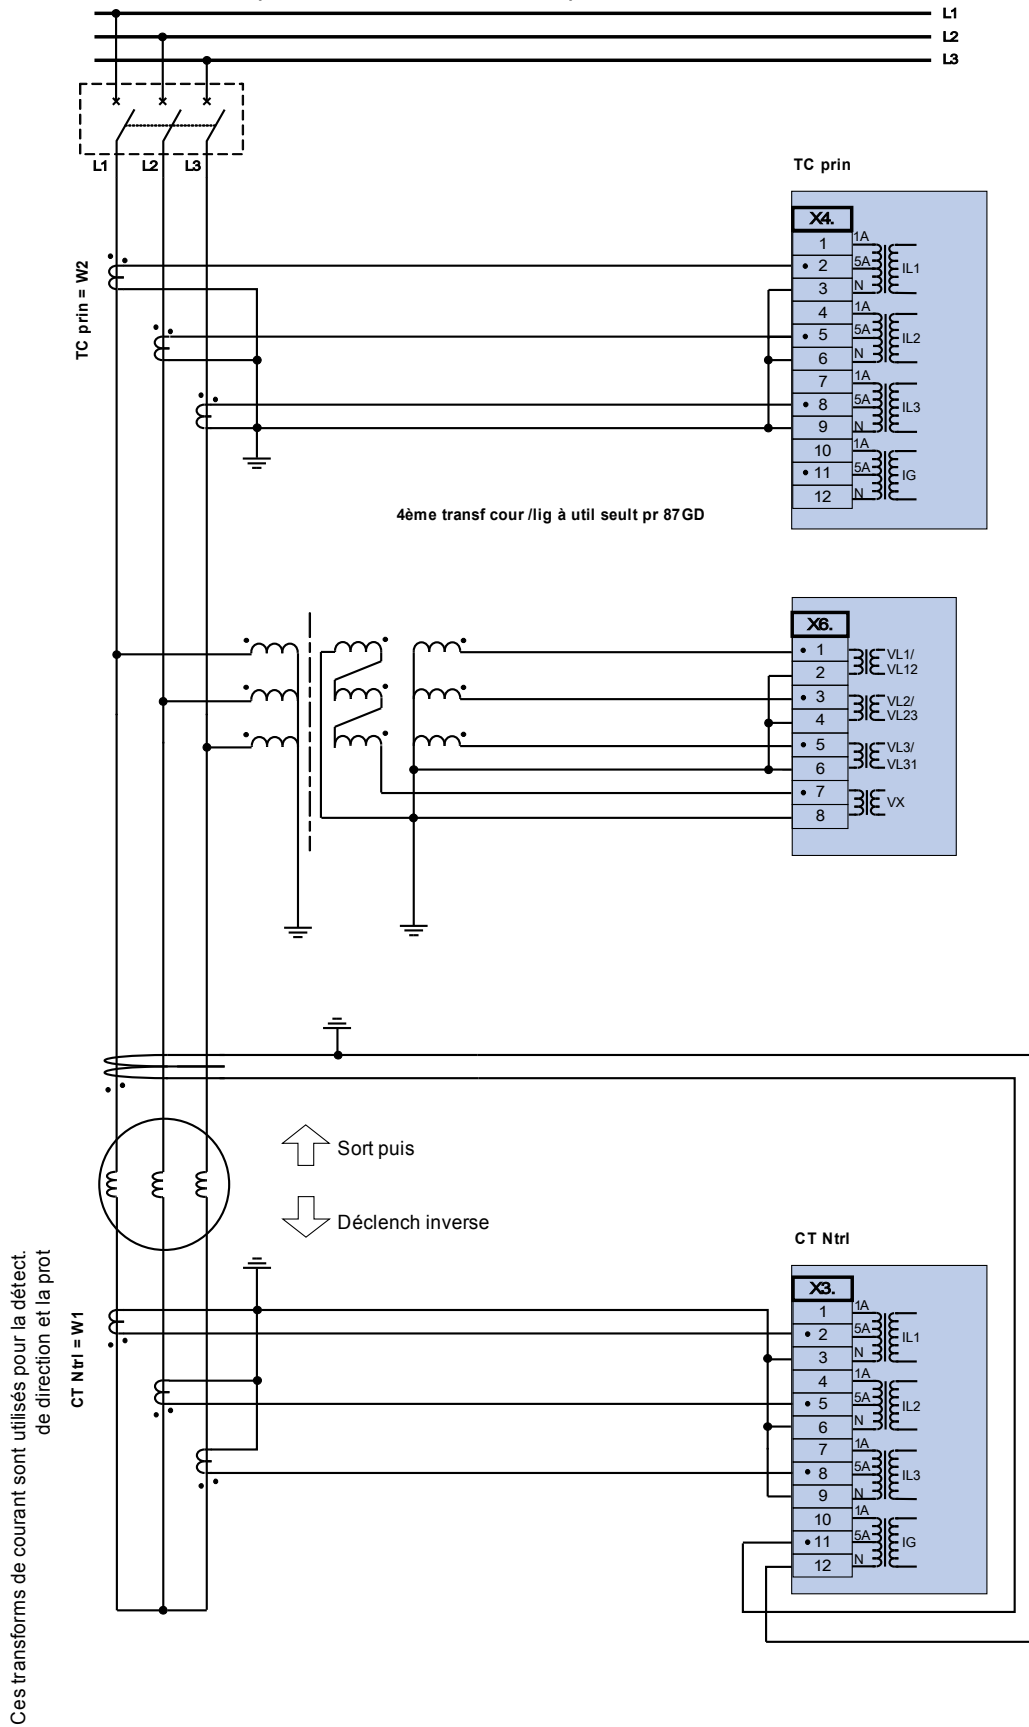 L1
L2
L3
L1
L2
L3
TC prin
TC prin = W2
X4.
1
1A
• 2
5A
IL1
3
N
4
1A
• 5
5A
IL2
6
N
7
1A
• 8
5A
IL3
9
N
10
1A
• 11
5A
IG
12
N
4ème transf cour /lig à util seult pr 87GD
X6.
• 1
VL1/
2
VL12
• 3
VL2/
4
VL23
• 5
VL3/
6
VL31
• 7
VX
8
Sort puis
Déclench inverse
CT Ntrl
CT Ntrl = W1
Ces transforms de courant sont utilisés pour la détect.
de direction et la prot
X3.
1
1A
• 2
5A
IL1
3
N
4
1A
• 5
5A
IL2
6
N
7
1A
• 8
5A
IL3
9
N
10
1A
• 11
5A
IG
12
N